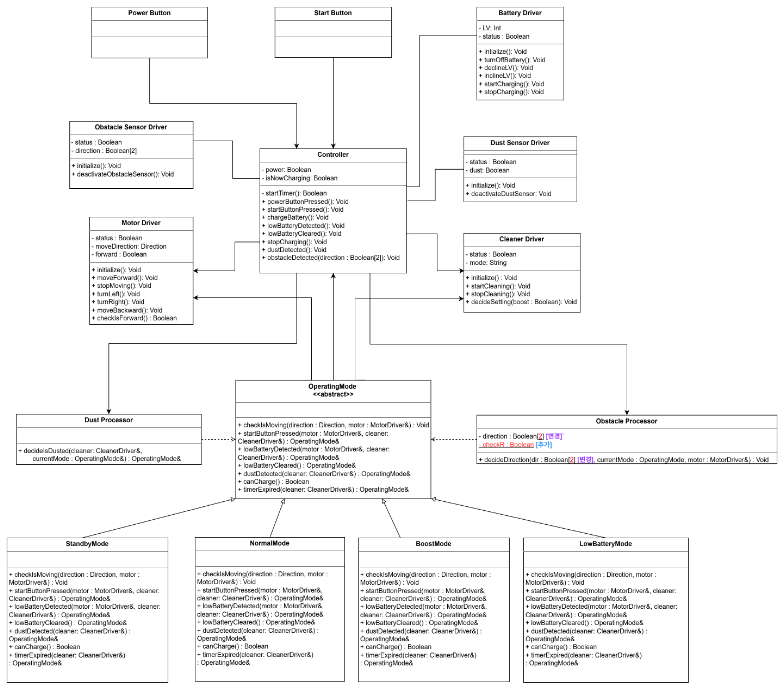 Power Button
Start Button
Battery Driver
- LV: Int
- status : Boolean
+ intialize(): Void
+ turnOffBattery(): Void
+ declineLV(): Void
+ inclineLV(): Void
+ startCharging(): Void
+ stopCharging(): Void
Obstacle Sensor Driver
- status : Boolean
- direction : Boolean[2]
+ initialize(): Void
+ deactivateObstacleSensor(): Void
Controller
- power: Boolean
- isNowCharging: Boolean
- startTimer(): Boolean
+ powerButtonPressed(): Void
+ startButtonPressed(): Void
+ chargeBattery(): Void
+ lowBatteryDetected(): Void
+ lowBatteryCleared(): Void
+ stopCharging(): Void
+ dustDetected(): Void
+ obstacleDetected(direction : Boolean[2]): Void
Dust Sensor Driver
- status : Boolean
- dust: Boolean
+ initialize(): Void
+ deactivateDustSensor: Void
Motor Driver
- status : Boolean
- moveDirection: Direction
- forward : Boolean
+ initialize(): Void
+ moveForward(): Void
+ stopMoving(): Void
+ turnLeft(): Void
+ turnRight(): Void
+ moveBackward(): Void
+ checkIsForward() : Boolean
Cleaner Driver
- status : Boolean
- mode: String
+ initialize() : Void
+ startCleaning() : Void
+ stopCleaning() : Void
+ decideSetting(boost : Boolean): Void
OperatingMode
<<abstract>>
+ checkIsMoving(direction : Direction, motor : MotorDriver&) : Void
+ startButtonPressed(motor : MotorDriver&, cleaner:
CleanerDriver&) : OperatingMode&
+ lowBatteryDetected(motor : MotorDriver&, cleaner:
CleanerDriver&) : OperatingMode&
+ lowBatteryCleared() : OperatingMode&
+ dustDetected(cleaner: CleanerDriver&) : OperatingMode&
+ canCharge() : Boolean
+ timerExpired(cleaner: CleanerDriver&) : OperatingMode&
Dust Processor
+ decideIsDusted(cleaner: CleanerDriver&,
currentMode : OperatingMode&) : OperatingMode&
Obstacle Processor
- direction : Boolean[2] [변경]
- checkR : Boolean [추가]
+ decideDirection(dir : Boolean[2] [변경], currentMode : OperatingMode, motor : MotorDriver&) : Void
StandbyMode
+ checkIsMoving(direction : Direction, motor :
MotorDriver&) : Void
+ startButtonPressed(motor : MotorDriver&, cleaner:
CleanerDriver&) : OperatingMode&
+ lowBatteryDetected(motor : MotorDriver&, cleaner:
CleanerDriver&) : OperatingMode&
+ lowBatteryCleared() : OperatingMode&
+ dustDetected(cleaner: CleanerDriver&) :
OperatingMode&
+ canCharge() : Boolean
+ timerExpired(cleaner: CleanerDriver&)
: OperatingMode&
NormalMode
+ checkIsMoving(direction : Direction, motor :
MotorDriver&) : Void
+ startButtonPressed(motor : MotorDriver&,
cleaner: CleanerDriver&) : OperatingMode&
+ lowBatteryDetected(motor : MotorDriver&,
cleaner: CleanerDriver&) : OperatingMode&
+ lowBatteryCleared() : OperatingMode&
+ dustDetected(cleaner: CleanerDriver&) :
OperatingMode&
+ canCharge() : Boolean
+ timerExpired(cleaner: CleanerDriver&)
: OperatingMode&
BoostMode
+ checkIsMoving(direction : Direction, motor :
MotorDriver&) : Void
+ startButtonPressed(motor : MotorDriver&,
cleaner: CleanerDriver&) : OperatingMode&
+ lowBatteryDetected(motor : MotorDriver&, cleaner:
CleanerDriver&) : OperatingMode&
+ lowBatteryCleared() : OperatingMode&
+ dustDetected(cleaner: CleanerDriver&) :
OperatingMode&
+ canCharge() : Boolean
+ timerExpired(cleaner: CleanerDriver&)
: OperatingMode&
LowBatteryMode
+ checkIsMoving(direction : Direction, motor :
MotorDriver&) : Void
+ startButtonPressed(motor : MotorDriver&, cleaner:
CleanerDriver&) : OperatingMode&
+ lowBatteryDetected(motor : MotorDriver&, cleaner:
CleanerDriver&) : OperatingMode&
+ lowBatteryCleared() : OperatingMode&
+ dustDetected(cleaner: CleanerDriver&) :
OperatingMode&
+ canCharge() : Boolean
+ timerExpired(cleaner: CleanerDriver&)
: OperatingMode&